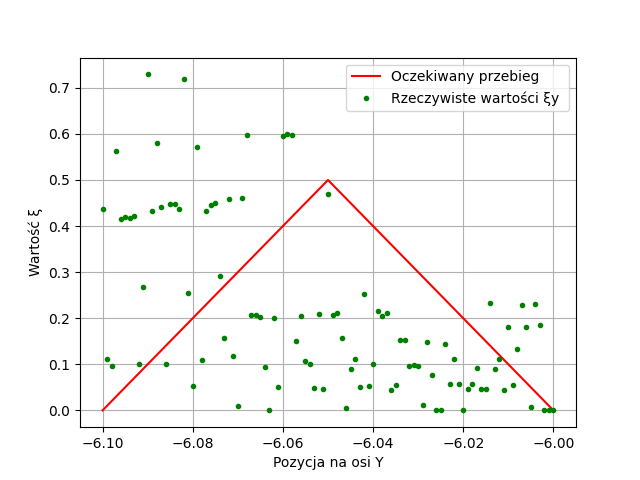 Oczekiwany przebieg
Rzeczywiste wartości ξy
Wartość ξ
0.7
0.6
0.5
0.4
0.3
0.2
0.1
0.0
−6.10 −6.08 −6.06 −6.04 −6.02 −6.00
Pozycja na osi Y